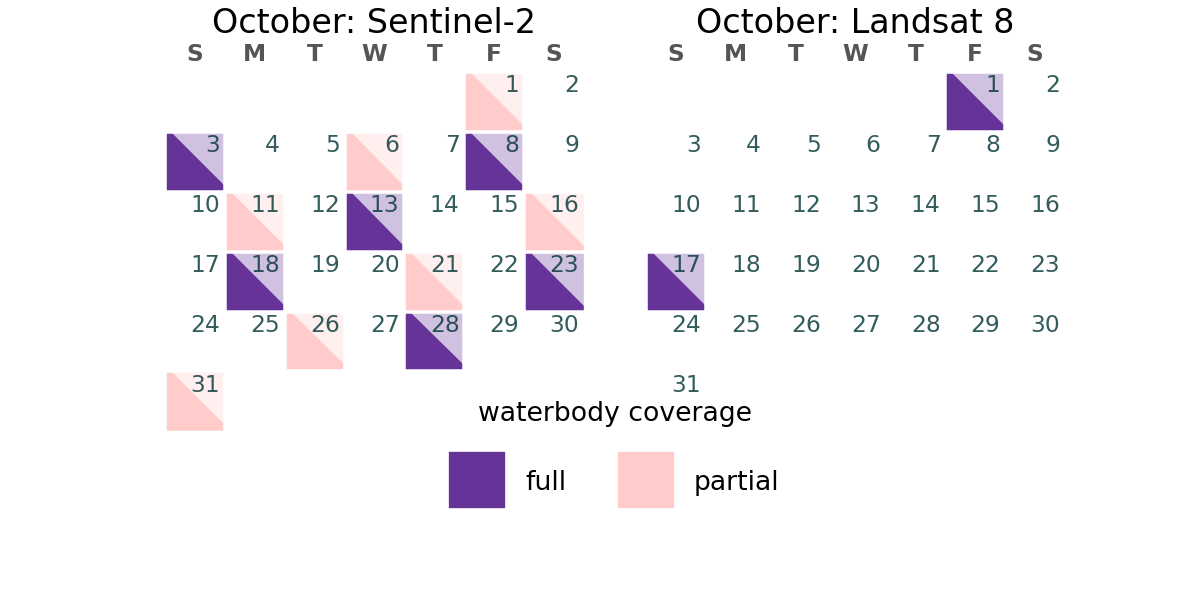 October: Sentinel-2
S M T W T F S
1 2
3 4 5 6 7 8 9
10 11 12 13 14 15 16
17 18 19 20 21 22 23
24 25 26 27 28 29 30
31
October: Landsat 8
S M T W T F S
1 2
3 4 5 6 7 8 9
10 11 12 13 14 15 16
17 18 19 20 21 22 23
24 25 26 27 28 29 30
31
waterbody coverage
full partial